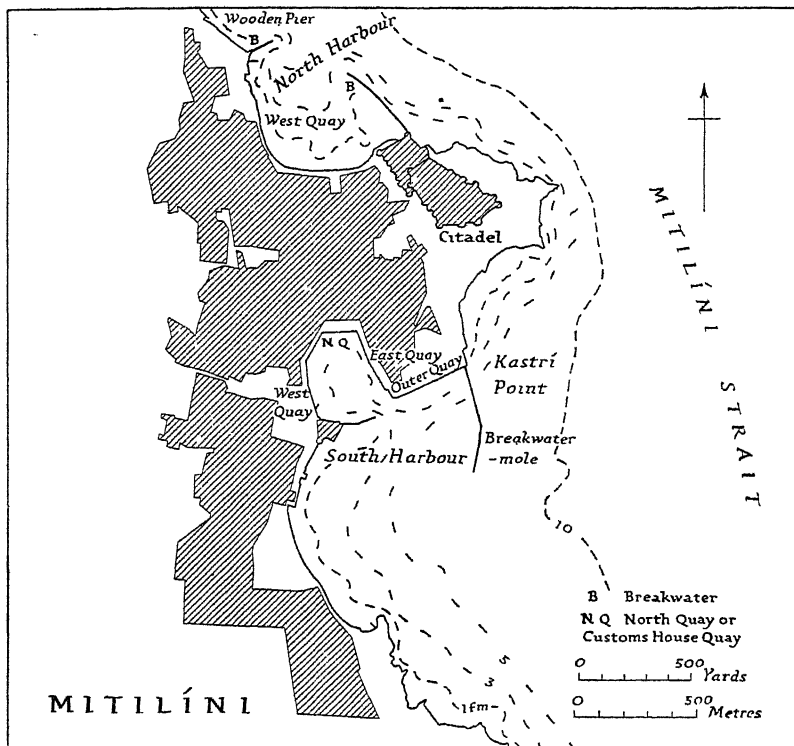 Wooden Pier
B
North Harbour
B
West Quay
Citadel
MITILÍNI
STRAIT
N Q
East Quay
Outer Quay
Kastrí
Point
West
Quay
South Harbour
Breakwater
-mole
10
B Breakwater
N Q North Quay or
Customs House Quay
5
3
1fm-
0 500 Yards
0 500 Metres
MITILÍNI